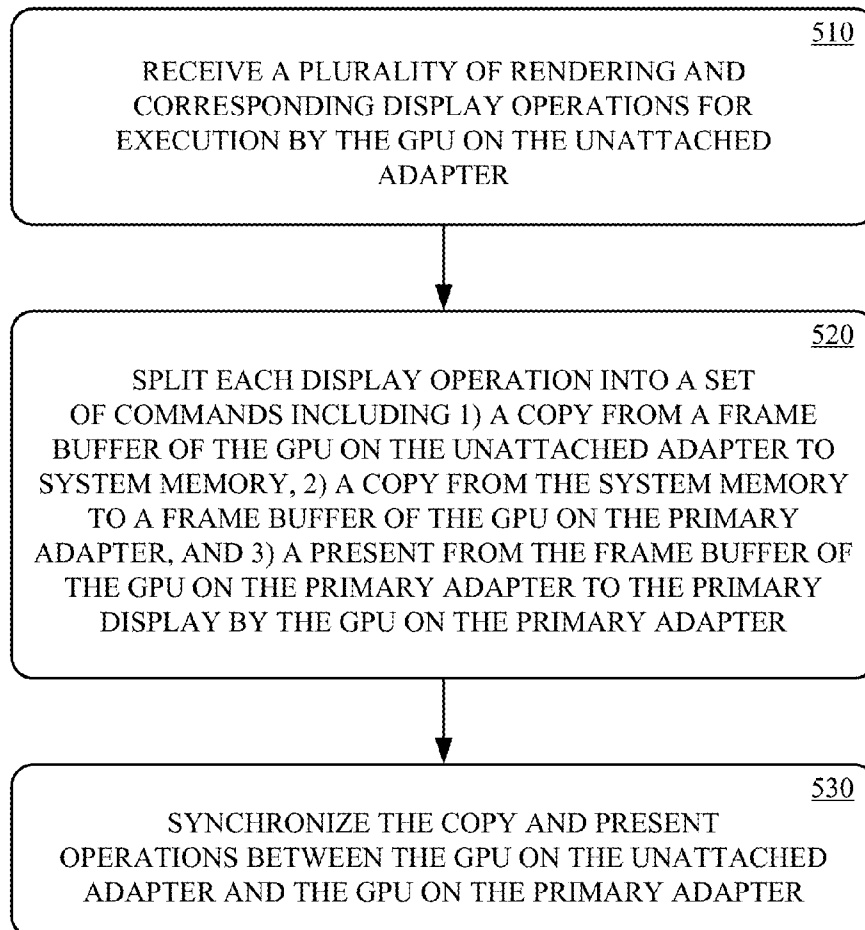 510
RECEIVE A PLURALITY OF RENDERING AND
CORRESPONDING DISPLAY OPERATIONS FOR
EXECUTION BY THE GPU ON THE UNATTACHED
ADAPTER
520
SPLIT EACH DISPLAY OPERATION INTO A SET
OF COMMANDS INCLUDING 1) A COPY FROM A FRAME
BUFFER OF THE GPU ON THE UNATTACHED ADAPTER TO
SYSTEM MEMORY, 2) A COPY FROM THE SYSTEM MEMORY
TO A FRAME BUFFER OF THE GPU ON THE PRIMARY
ADAPTER, AND 3) A PRESENT FROM THE FRAME BUFFER OF
THE GPU ON THE PRIMARY ADAPTER TO THE PRIMARY
DISPLAY BY THE GPU ON THE PRIMARY ADAPTER
530
SYNCHRONIZE THE COPY AND PRESENT
OPERATIONS BETWEEN THE GPU ON THE UNATTACHED
ADAPTER AND THE GPU ON THE PRIMARY ADAPTER